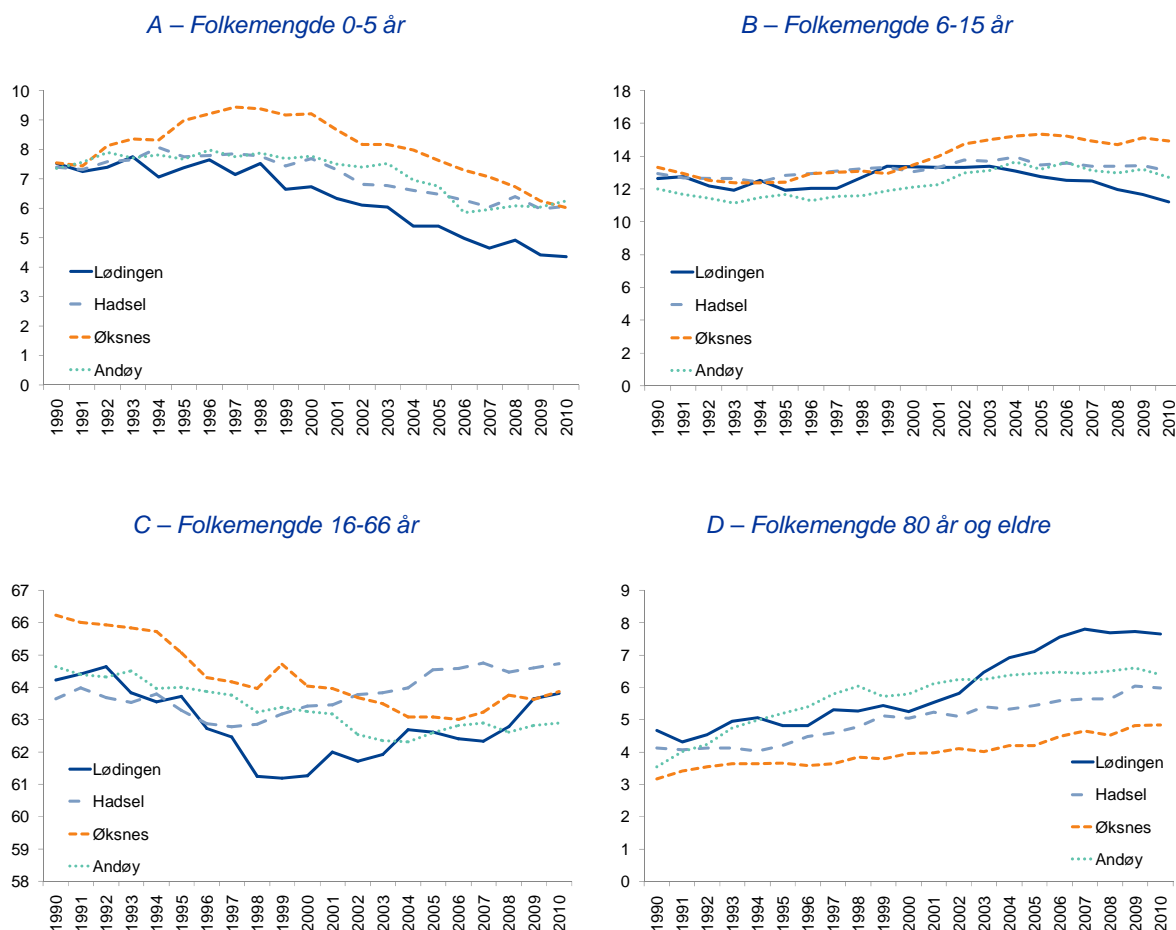 A – Folkemengde 0-5 år
10
9
8
7
6
5
4
3
2
1
0
Lødingen
Hadsel
Øksnes
Andøy
1990 1991 1992 1993 1994 1995 1996 1997 1998 1999 2000 2001 2002 2003 2004 2005 2006 2007 2008 2009 2010
B – Folkemengde 6-15 år
18
16
14
12
10
8
6
4
2
0
Lødingen
Hadsel
Øksnes
Andøy
1990 1991 1992 1993 1994 1995 1996 1997 1998 1999 2000 2001 2002 2003 2004 2005 2006 2007 2008 2009 2010
C – Folkemengde 16-66 år
67
66
65
64
63
62
61
60
59
58
Lødingen
Hadsel
Øksnes
Andøy
1990 1991 1992 1993 1994 1995 1996 1997 1998 1999 2000 2001 2002 2003 2004 2005 2006 2007 2008 2009 2010
D – Folkemengde 80 år og eldre
9
8
7
6
5
4
3
2
1
0
Lødingen
Hadsel
Øksnes
Andøy
1990 1991 1992 1993 1994 1995 1996 1997 1998 1999 2000 2001 2002 2003 2004 2005 2006 2007 2008 2009 2010